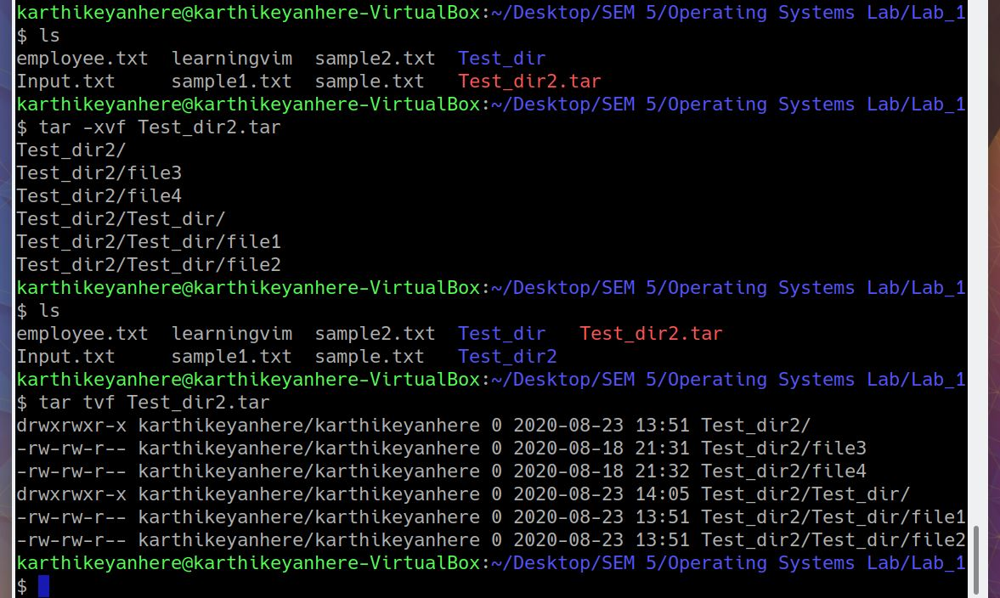 karthikeyanhere@karthikeyanhere-VirtualBox:~/Desktop/SEM 5/Operating Systems Lab/Lab_1
$ ls
employee.txt  learningvim  sample2.txt  Test_dir
Input.txt     sample1.txt  sample.txt   Test_dir2.tar
karthikeyanhere@karthikeyanhere-VirtualBox:~/Desktop/SEM 5/Operating Systems Lab/Lab_1
$ tar -xvf Test_dir2.tar
Test_dir2/
Test_dir2/file3
Test_dir2/file4
Test_dir2/Test_dir/
Test_dir2/Test_dir/file1
Test_dir2/Test_dir/file2
karthikeyanhere@karthikeyanhere-VirtualBox:~/Desktop/SEM 5/Operating Systems Lab/Lab_1
$ ls
employee.txt  learningvim  sample2.txt  Test_dir   Test_dir2.tar
Input.txt     sample1.txt  sample.txt   Test_dir2
karthikeyanhere@karthikeyanhere-VirtualBox:~/Desktop/SEM 5/Operating Systems Lab/Lab_1
$ tar tvf Test_dir2.tar
drwxrwxr-x karthikeyanhere/karthikeyanhere 0 2020-08-23 13:51 Test_dir2/
-rw-rw-r-- karthikeyanhere/karthikeyanhere 0 2020-08-18 21:31 Test_dir2/file3
-rw-rw-r-- karthikeyanhere/karthikeyanhere 0 2020-08-18 21:32 Test_dir2/file4
drwxrwxr-x karthikeyanhere/karthikeyanhere 0 2020-08-23 14:05 Test_dir2/Test_dir/
-rw-rw-r-- karthikeyanhere/karthikeyanhere 0 2020-08-23 13:51 Test_dir2/Test_dir/file1
-rw-rw-r-- karthikeyanhere/karthikeyanhere 0 2020-08-23 13:51 Test_dir2/Test_dir/file2
karthikeyanhere@karthikeyanhere-VirtualBox:~/Desktop/SEM 5/Operating Systems Lab/Lab_1
$